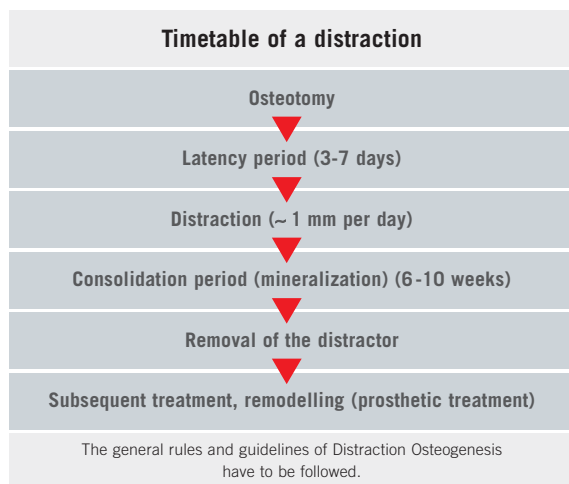 Timetable of a distraction
Osteotomy
Latency period (3-7 days)
Distraction (~ 1 mm per day)
Consolidation period (mineralization) (6-10 weeks)
Removal of the distractor
Subsequent treatment, remodelling (prosthetic treatment)
The general rules and guidelines of Distraction Osteogenesis
have to be followed.